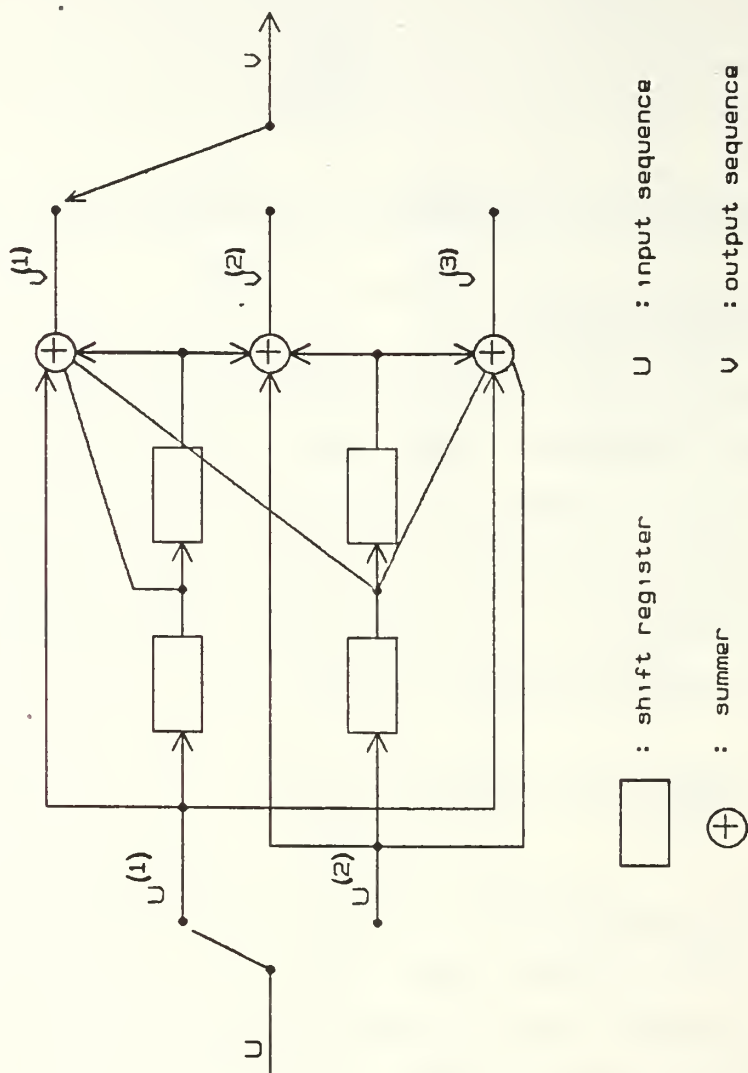 U
U(1)
U(2)
V(1)
V(2)
V(3)
V
: shift register
+ : summer
U : input sequence
V : output sequence